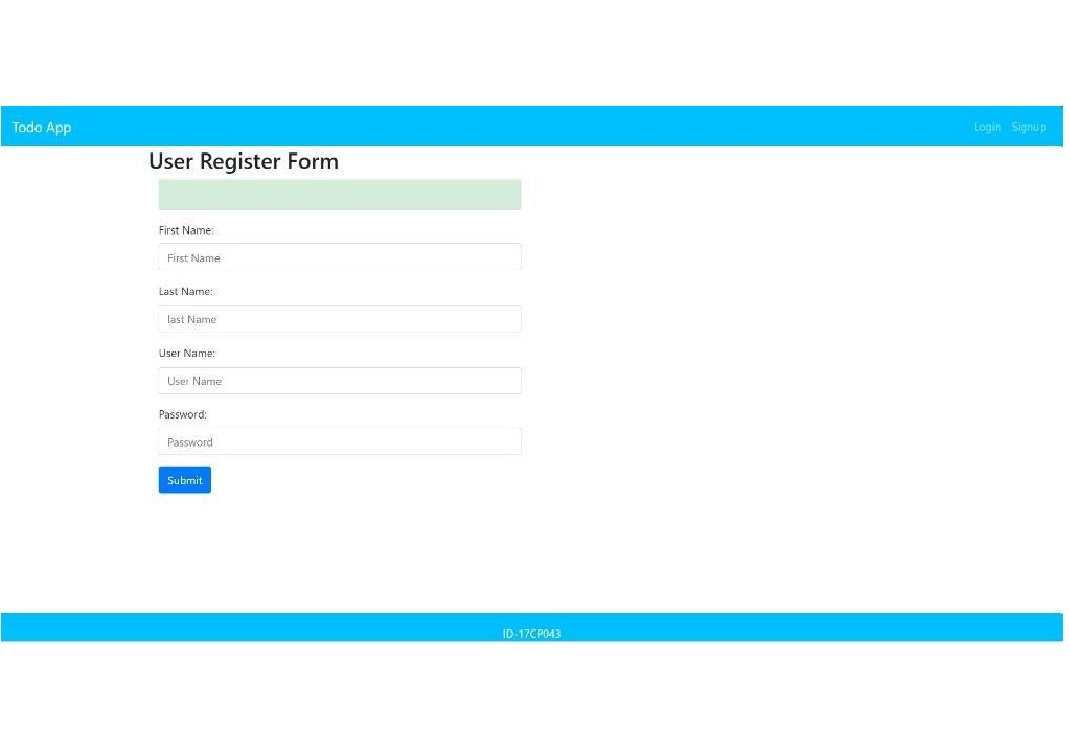 Todo App Login Signup
User Register Form
First Name:
First Name
Last Name:
last Name
User Name:
User Name
Password:
Password
Submit
ID-17CP043